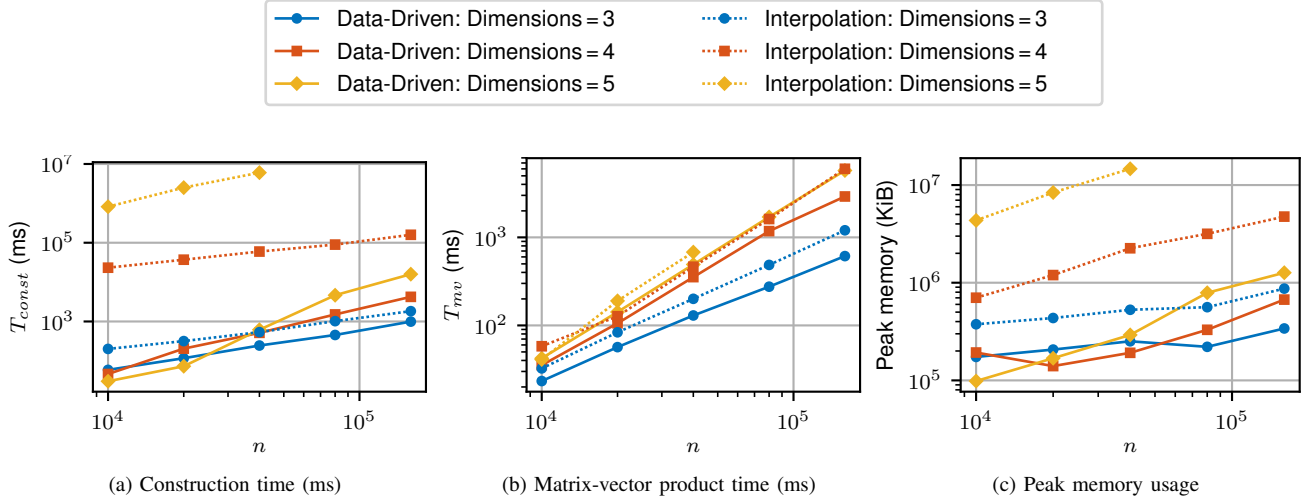 Data-Driven: Dimensions = 3
Data-Driven: Dimensions = 4
Data-Driven: Dimensions = 5
Interpolation: Dimensions = 3
Interpolation: Dimensions = 4
Interpolation: Dimensions = 5
T_const (ms)
10^7
10^5
10^3
10^4
10^5
n
(a) Construction time (ms)
T_mv (ms)
10^3
10^2
10^4
10^5
n
(b) Matrix-vector product time (ms)
Peak memory (KiB)
10^7
10^6
10^5
10^4
10^5
n
(c) Peak memory usage